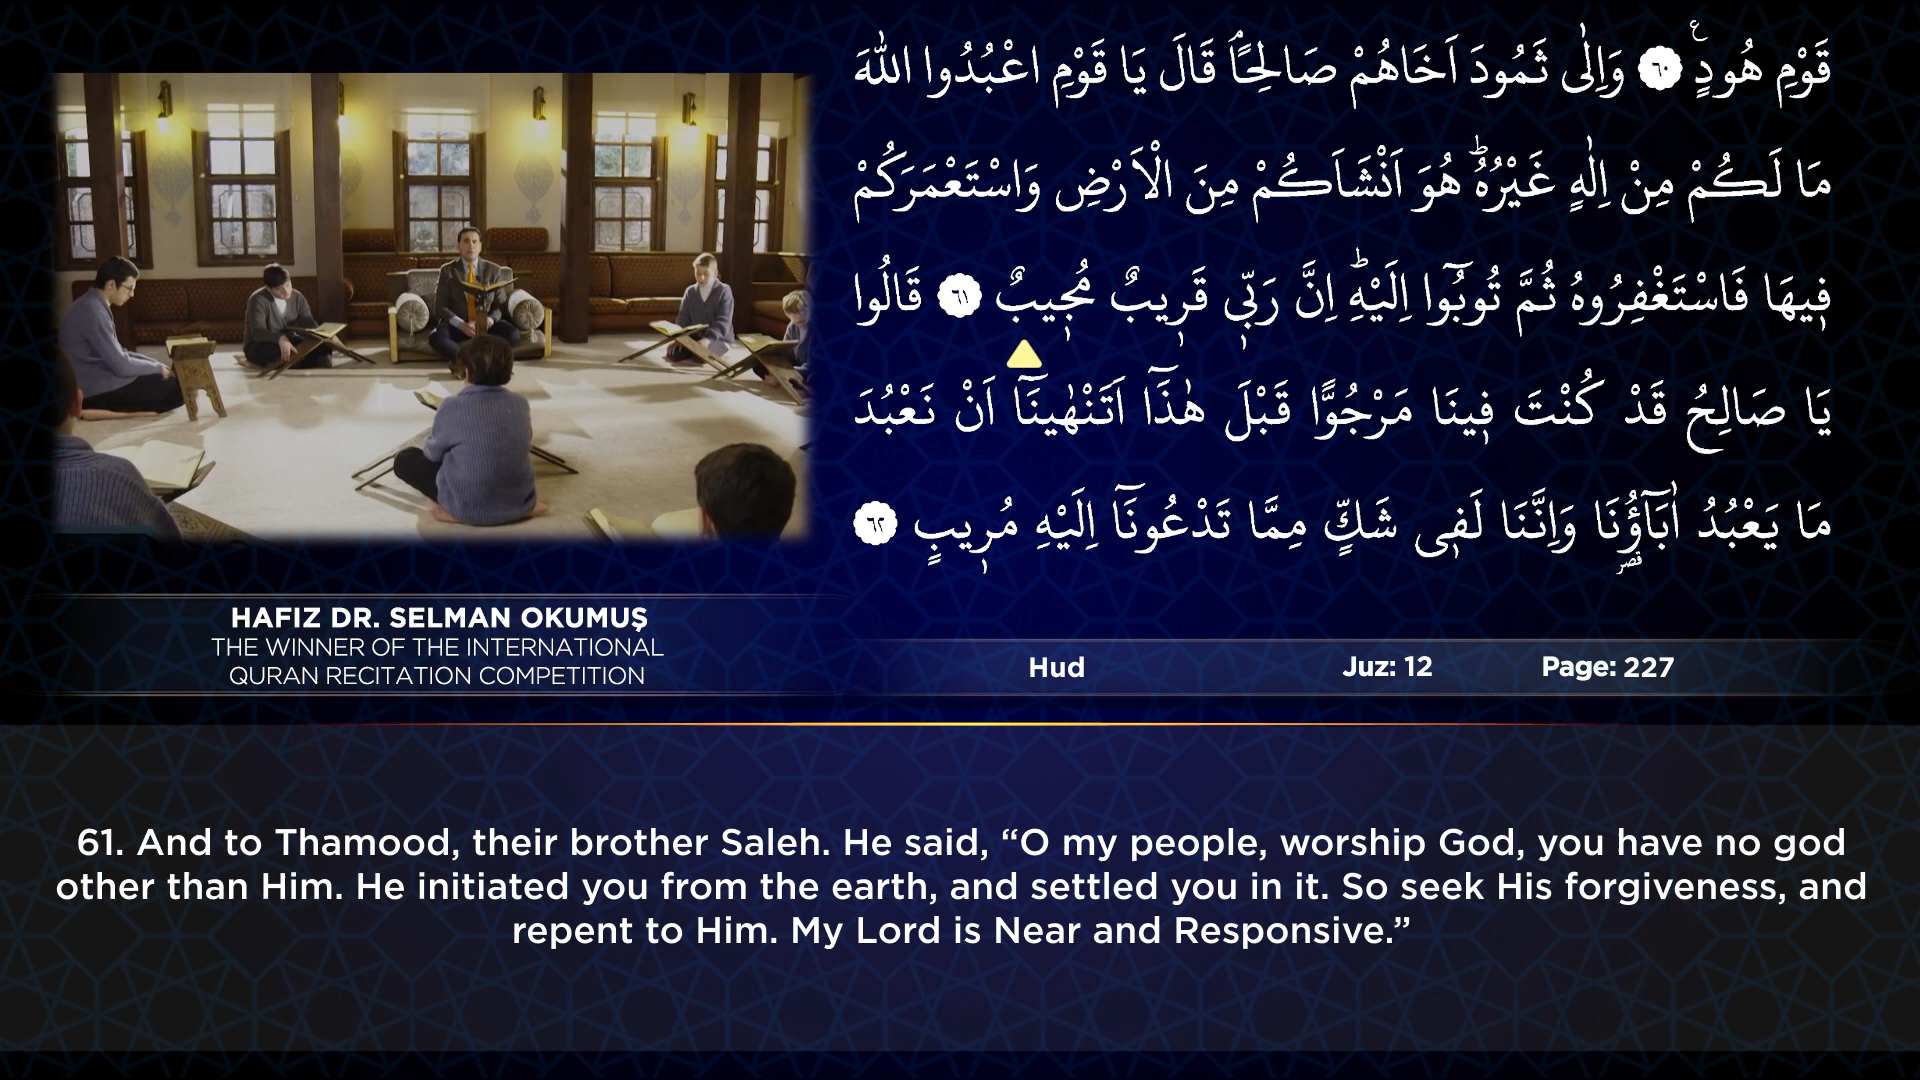 قَوْمِ هُودٍ ࣖ ﴿٦٠﴾ وَاِلٰى ثَمُودَ اَخَاهُمْ صَالِحًاۢ قَالَ يَا قَوْمِ اعْبُدُوا اللّٰهَ
مَا لَكُمْ مِنْ اِلٰهٍ غَيْرُهُؕ هُوَ اَنْشَاَكُمْ مِنَ الْاَرْضِ وَاسْتَعْمَرَكُمْ
فٖيهَا فَاسْتَغْفِرُوهُ ثُمَّ تُوبُٓوا اِلَيْهِؕ اِنَّ رَبّٖي قَرٖيبٌ مُجٖيبٌ ﴿٦١﴾ قَالُوا
يَا صَالِحُ قَدْ كُنْتَ فٖينَا مَرْجُوًّا قَبْلَ هٰذَٓا اَتَنْهٰينَٓا اَنْ نَعْبُدَ
مَا يَعْبُدُ اٰبَٓاؤُ۬نَا وَاِنَّنَا لَفٖي شَكٍّ مِمَّا تَدْعُونَٓا اِلَيْهِ مُرٖيبٍ ﴿٦٢﴾
قصر
HAFIZ DR. SELMAN OKUMUŞ
THE WINNER OF THE INTERNATIONAL
QURAN RECITATION COMPETITION
Hud Juz: 12 Page: 227
61. And to Thamood, their brother Saleh. He said, “O my people, worship God, you have no god
other than Him. He initiated you from the earth, and settled you in it. So seek His forgiveness, and
repent to Him. My Lord is Near and Responsive.”